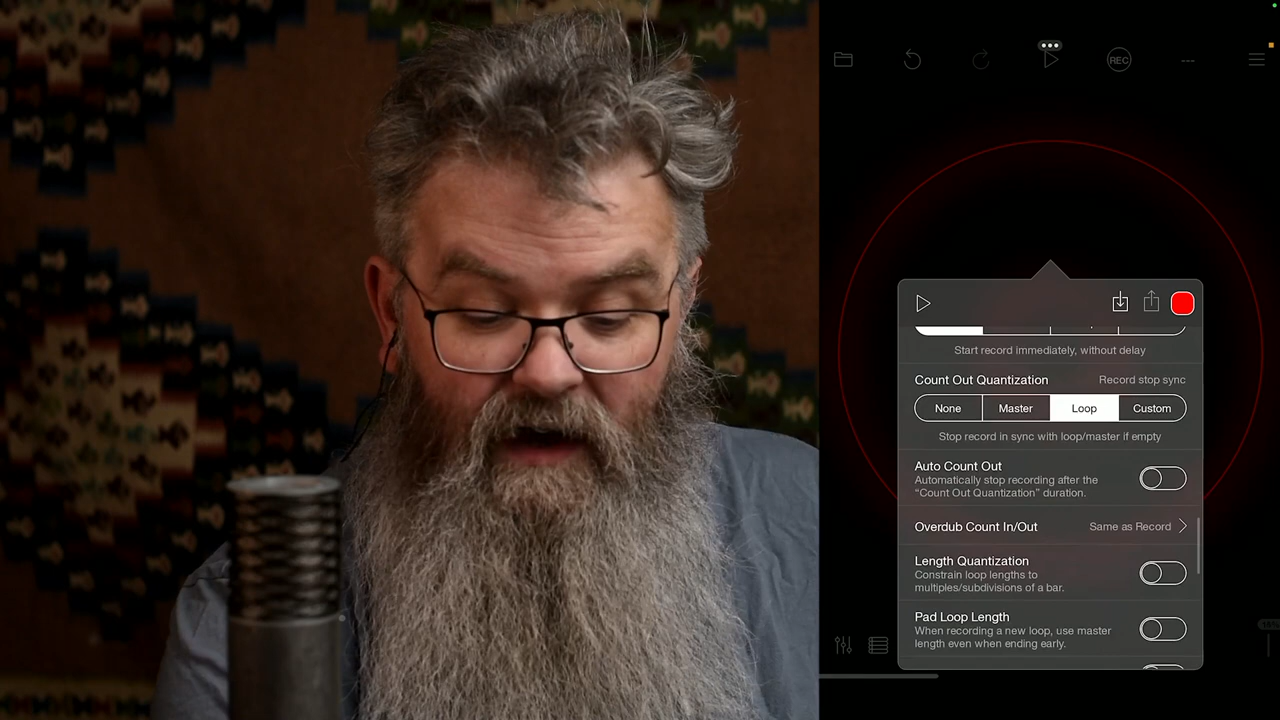 REC
Start record immediately, without delay
Count Out Quantization Record stop sync
None Master Loop Custom
Stop record in sync with loop/master if empty
Auto Count Out
Automatically stop recording after the
“Count Out Quantization” duration.
Overdub Count In/Out Same as Record
Length Quantization
Constrain loop lengths to
multiples/subdivisions of a bar.
Pad Loop Length
When recording a new loop, use master
length even when ending early.